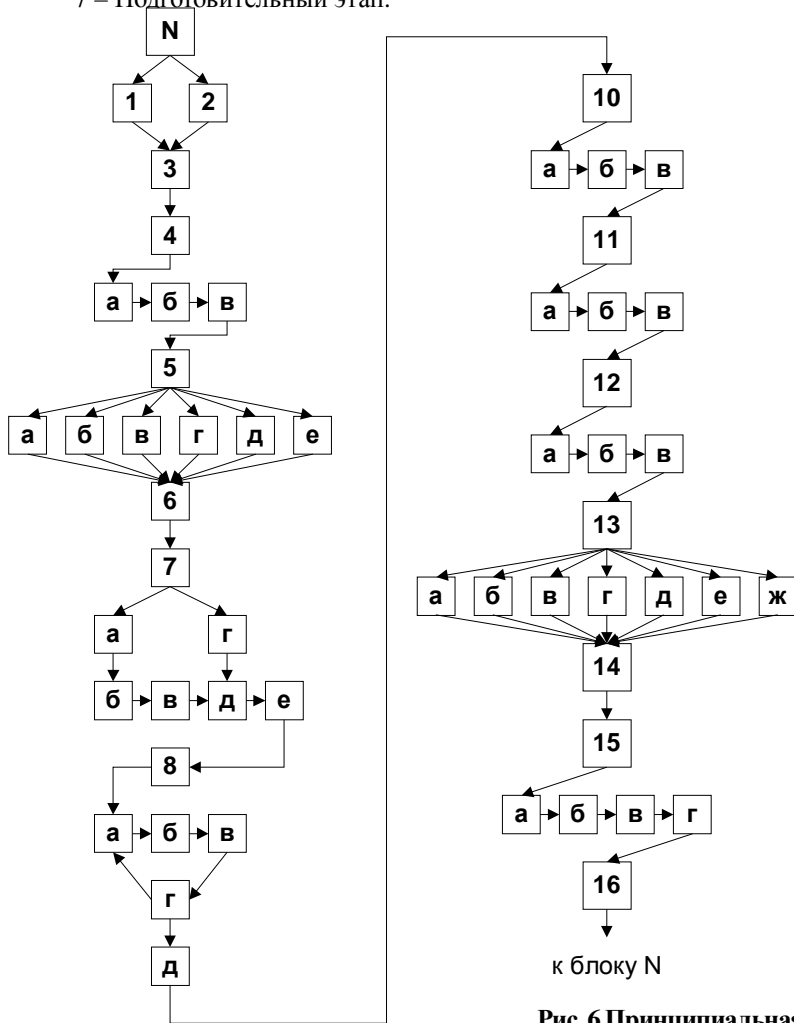 7 – Подготовительный этап.
N
1 2
3
4
а б в
5
а б в г д е
6
7
а г
б в д е
8
а б в
г
д
10
а б в
11
а б в
12
а б в
13
а б в г д е ж
14
15
а б в г
16
к блоку N
Рис. 6 Принципиальная